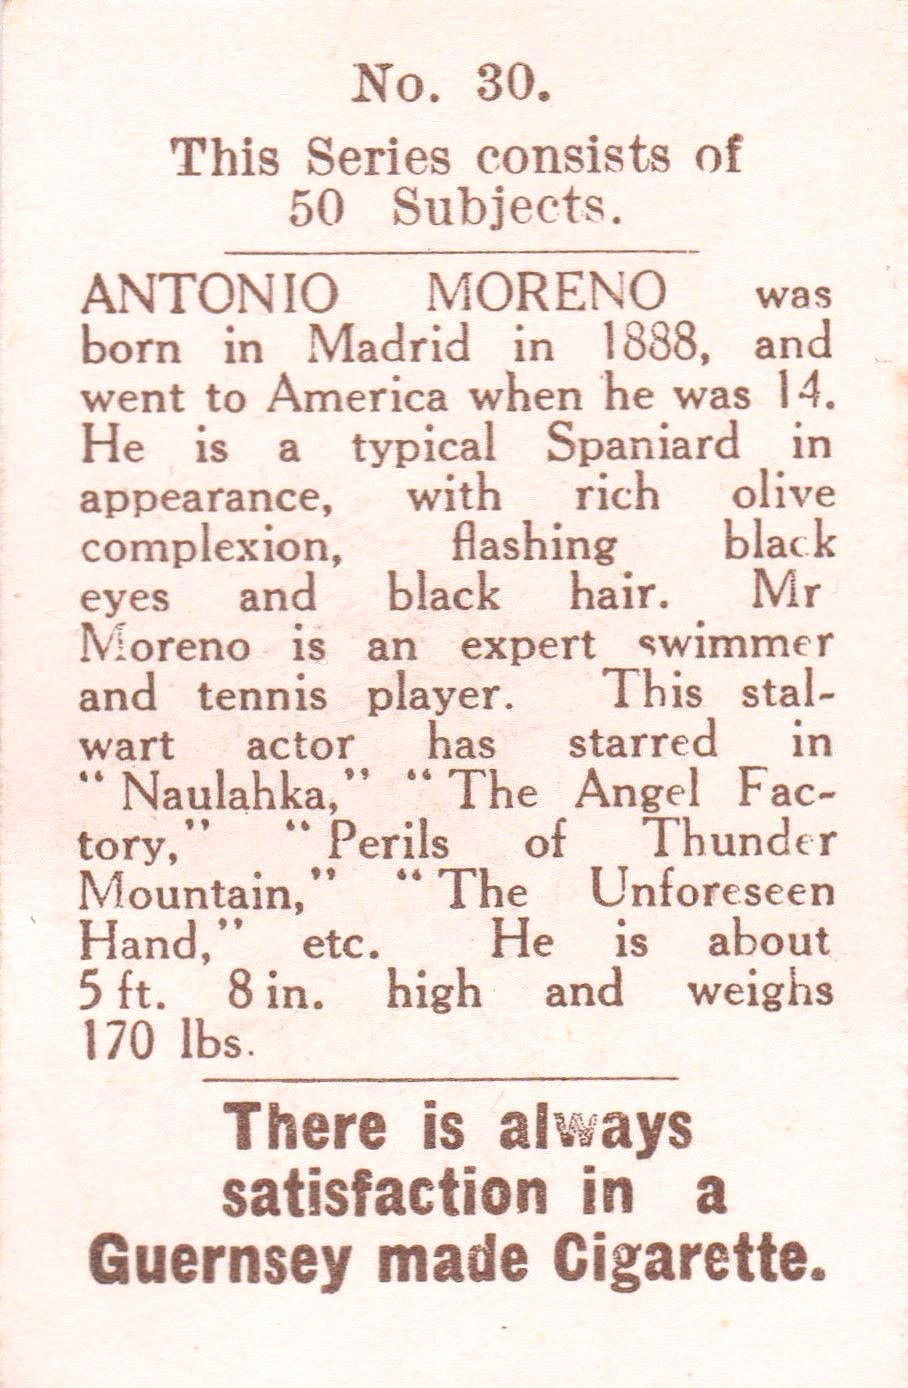 No. 30.
This Series consists of
50 Subjects.
ANTONIO MORENO was
born in Madrid in 1888, and
went to America when he was 14.
He is a typical Spaniard in
appearance, with rich olive
complexion, flashing black
eyes and black hair. Mr
Moreno is an expert swimmer
and tennis player. This stal-
wart actor has starred in
“Naulahka,” “The Angel Fac-
tory,” “Perils of Thunder
Mountain,” “The Unforeseen
Hand,” etc. He is about
5 ft. 8 in. high and weighs
170 lbs.
There is always
satisfaction in a
Guernsey made Cigarette.